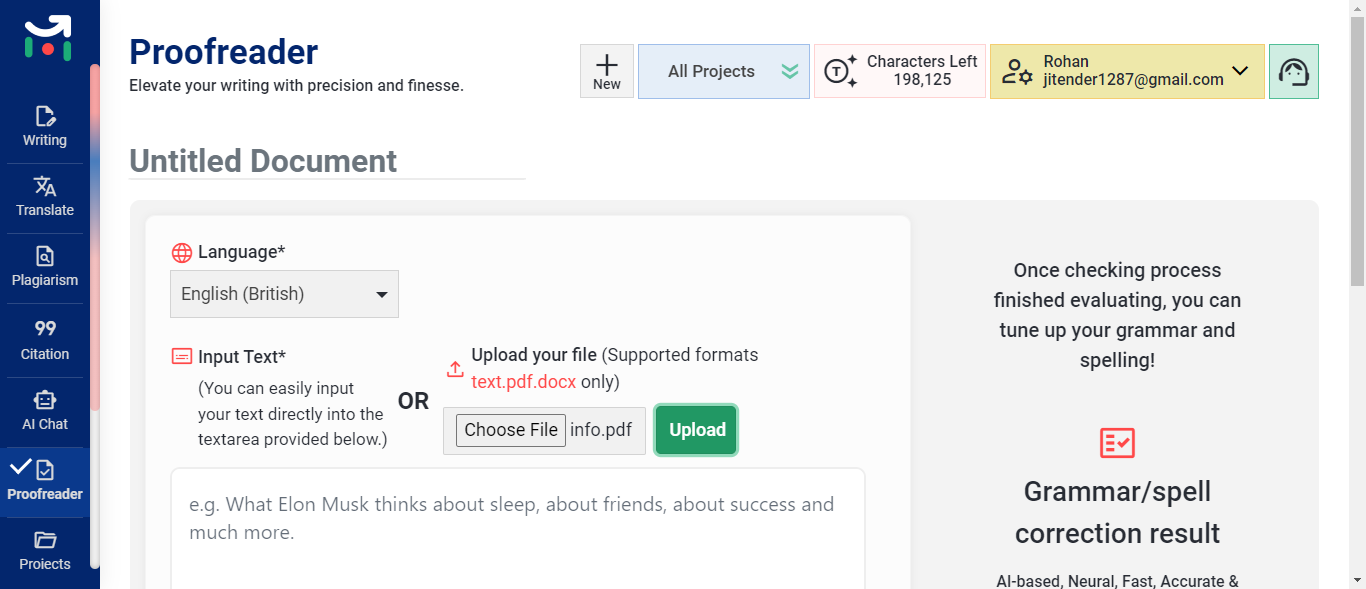 Proofreader
Elevate your writing with precision and finesse.
New
All Projects
Characters Left
198,125
Rohan
jitender1287@gmail.com
Writing
Translate
Plagiarism
Citation
AI Chat
Proofreader
Projects
Untitled Document
Language*
English (British)
Input Text*
(You can easily input
your text directly into the
textarea provided below.)
OR
Upload your file (Supported formats
text.pdf.docx only)
Choose File info.pdf
Upload
e.g. What Elon Musk thinks about sleep, about friends, about success and
much more.
Once checking process
finished evaluating, you can
tune up your grammar and
spelling!
Grammar/spell
correction result
AI-based, Neural, Fast, Accurate &